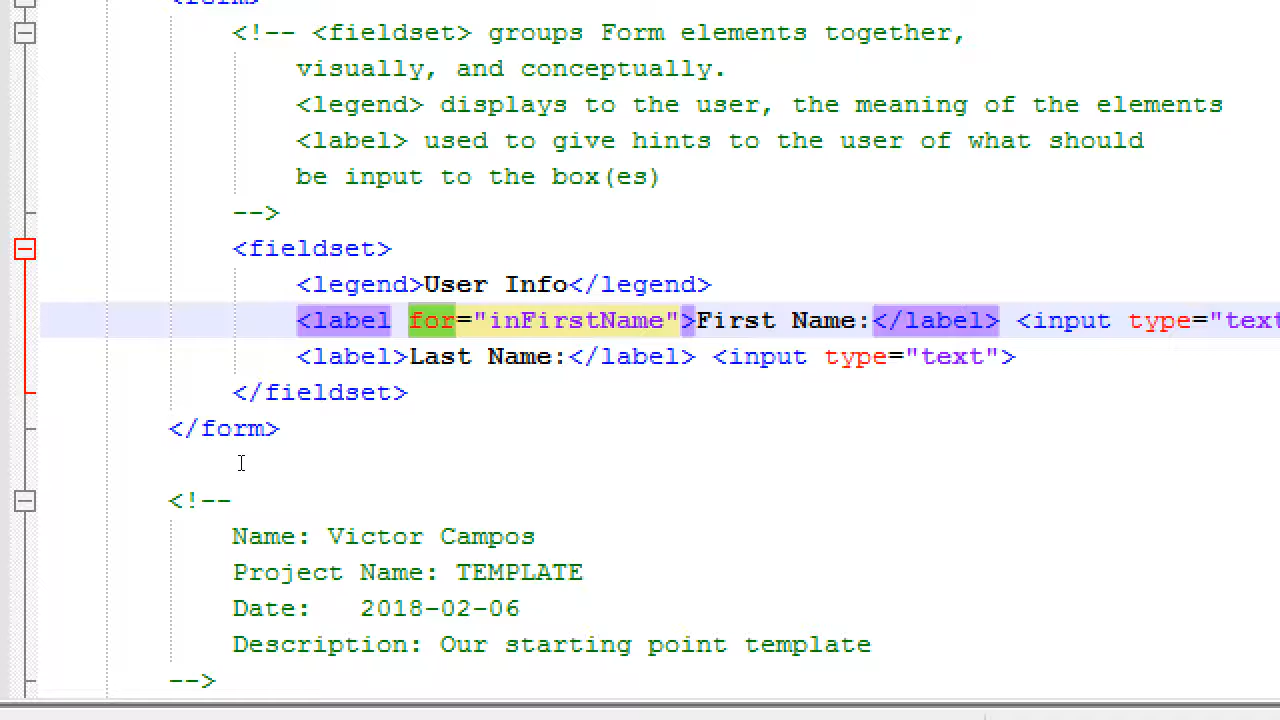 <form>
<!-- <fieldset> groups Form elements together,
visually, and conceptually.
<legend> displays to the user, the meaning of the elements
<label> used to give hints to the user of what should
be input to the box(es)
-->
<fieldset>
<legend>User Info</legend>
<label for="inFirstName">First Name:</label> <input type="text
<label>Last Name:</label> <input type="text">
</fieldset>
</form>
<!--
Name: Victor Campos
Project Name: TEMPLATE
Date:   2018-02-06
Description: Our starting point template
-->